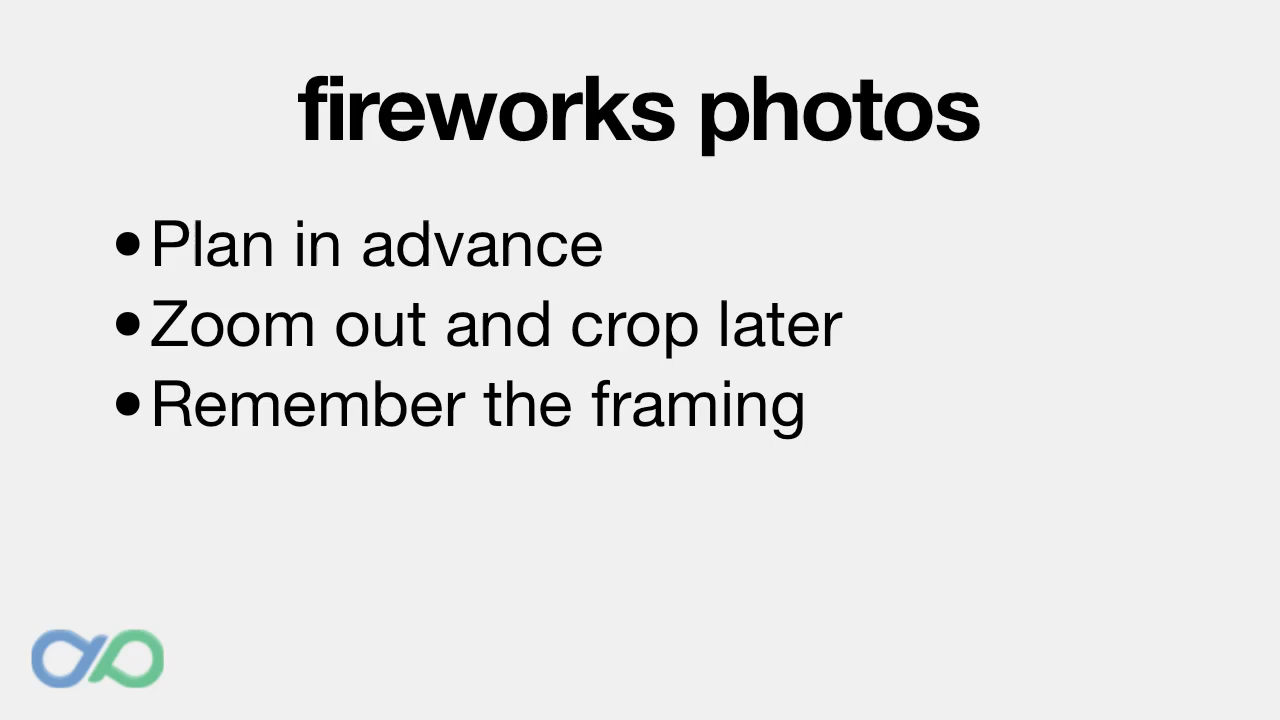 fireworks photos
•Plan in advance
•Zoom out and crop later
•Remember the framing